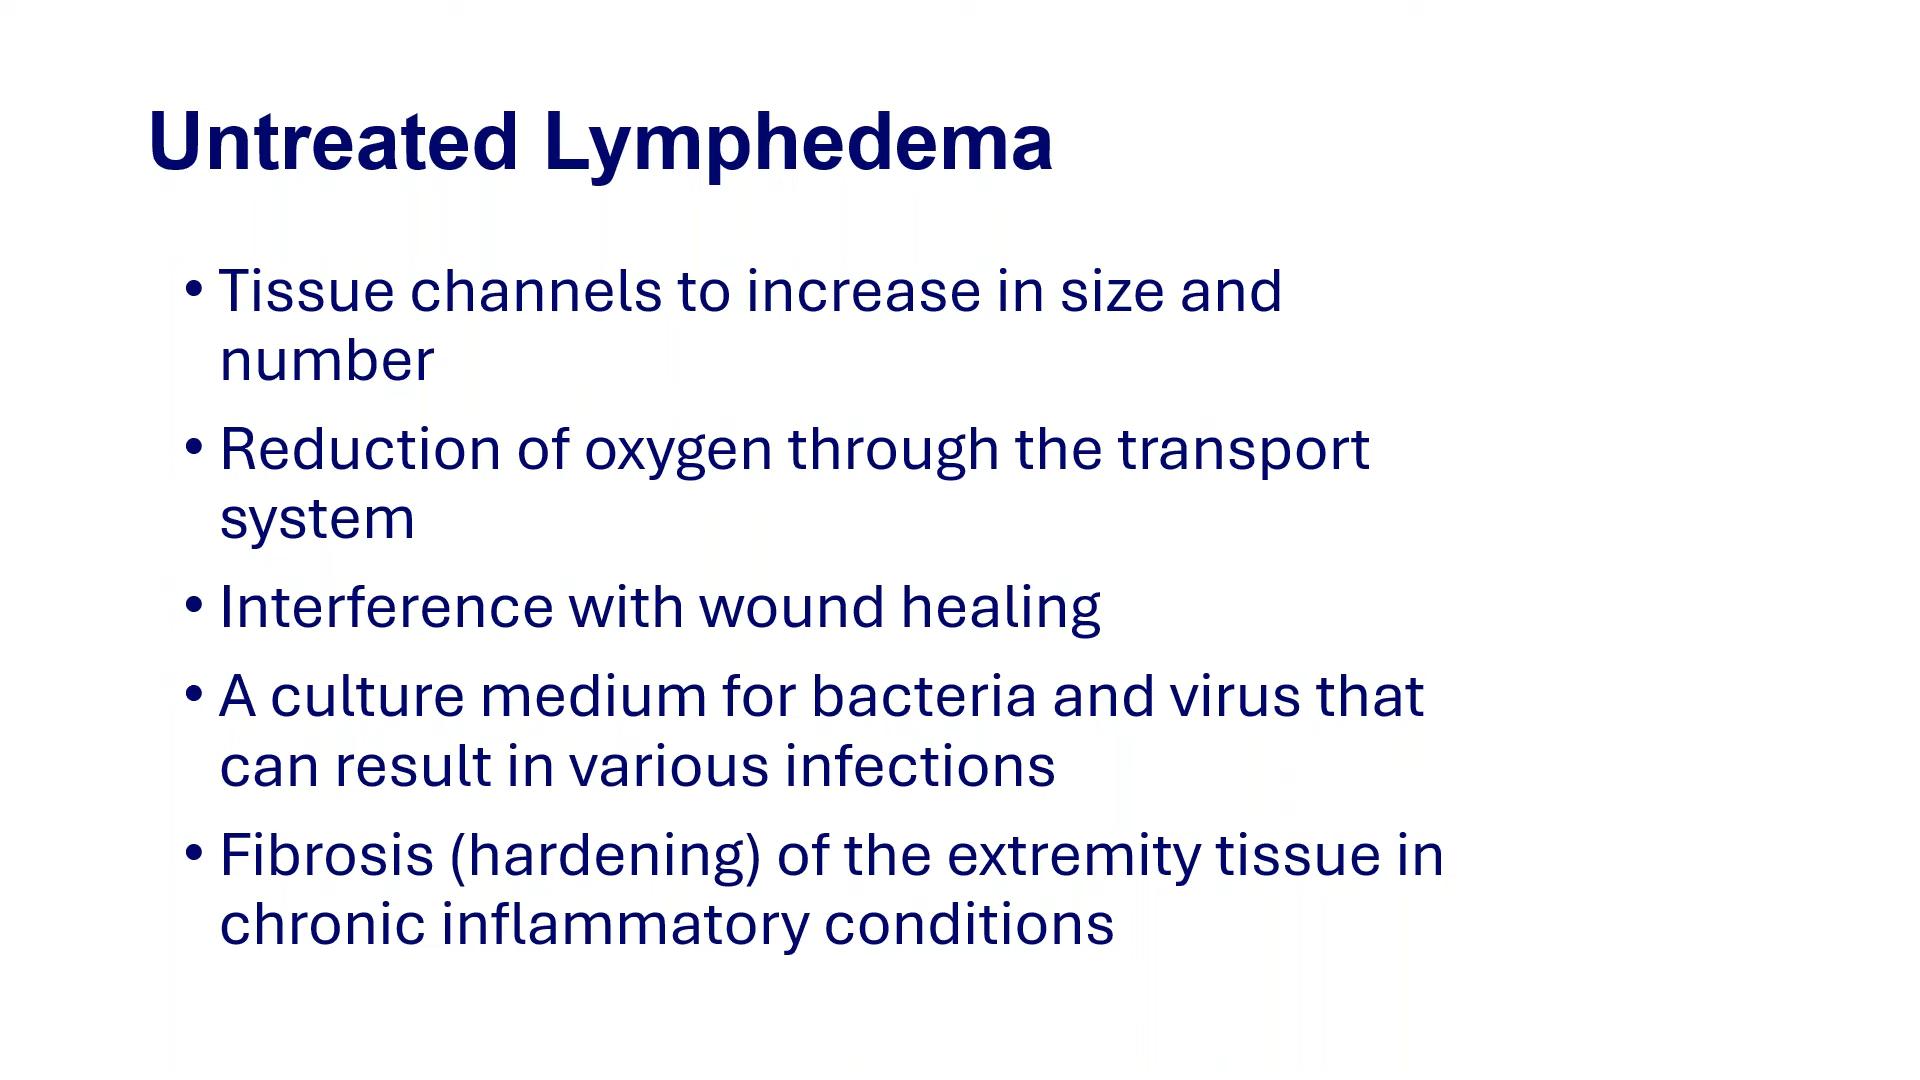 Untreated Lymphedema
• Tissue channels to increase in size and
number
• Reduction of oxygen through the transport
system
• Interference with wound healing
• A culture medium for bacteria and virus that
can result in various infections
• Fibrosis (hardening) of the extremity tissue in
chronic inflammatory conditions